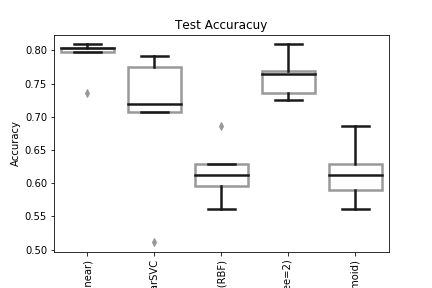 Test Accuracuy
0.80
0.75
0.70
0.65
0.60
0.55
0.50
Accuracy
near)
arSVC
(RBF)
ee=2)
moid)